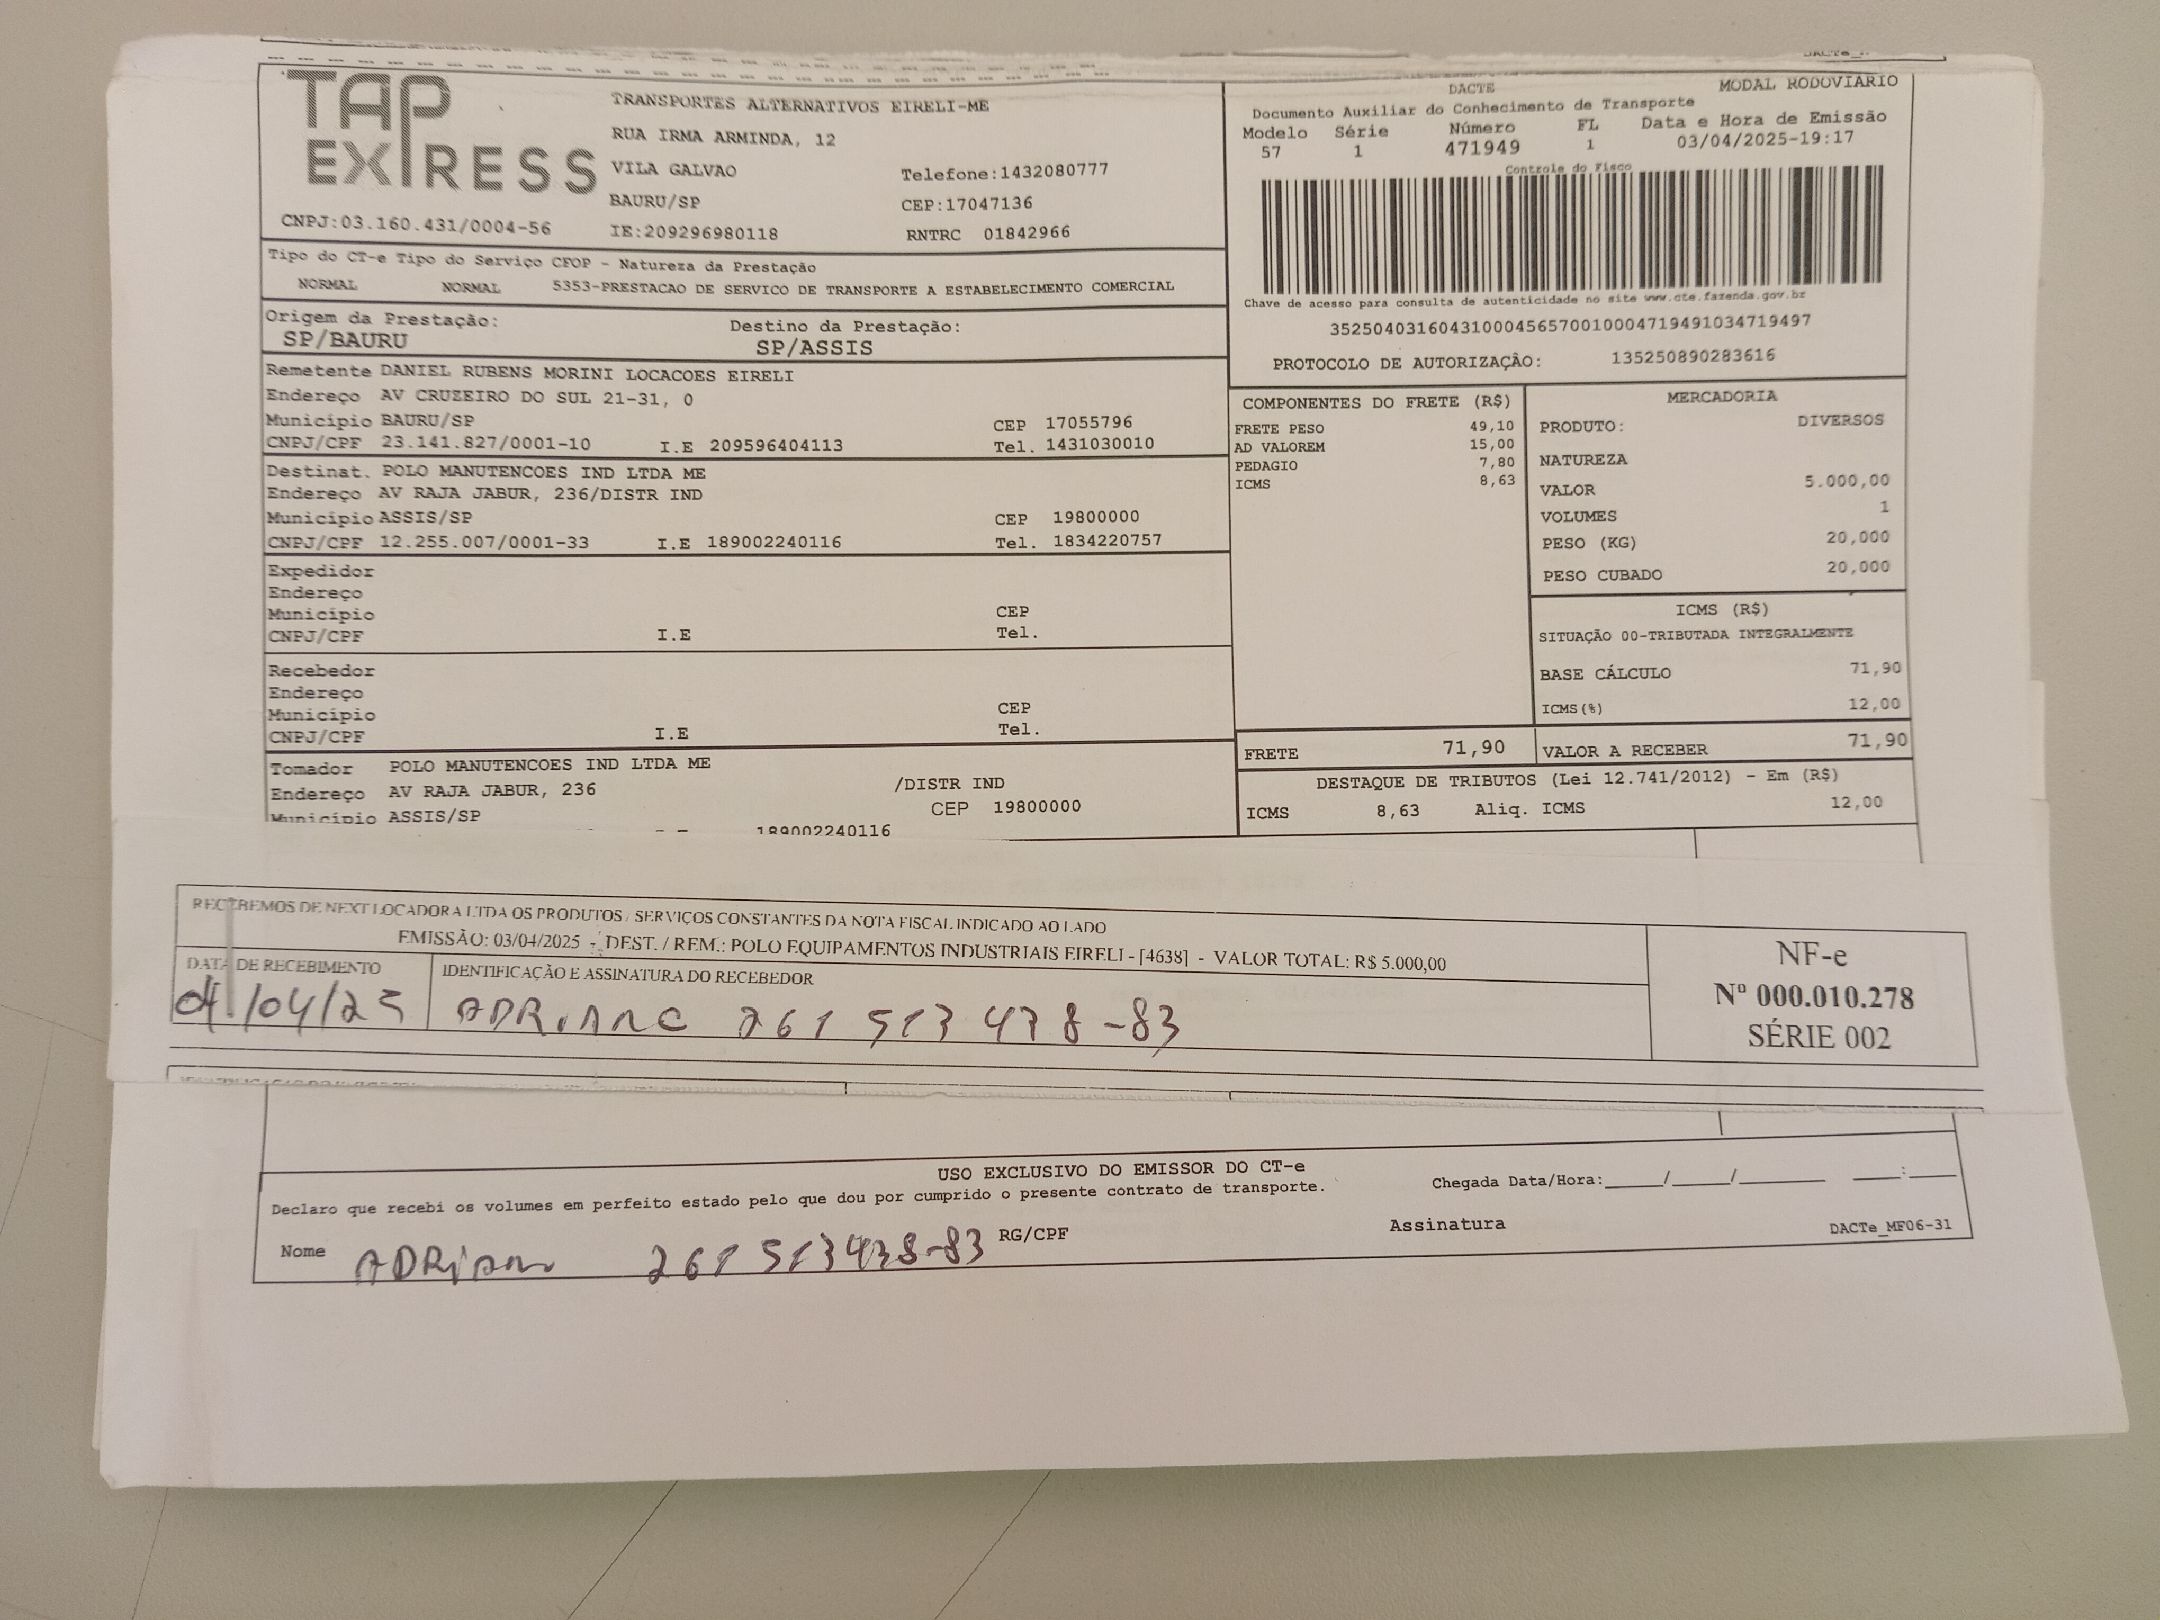 TAP
EXPRESS
CNPJ:03.160.431/0004-56
TRANSPORTES ALTERNATIVOS EIRELI-ME
RUA IRMA ARMINDA, 12
VILA GALVAO Telefone:1432080777
BAURU/SP CEP:17047136
IE:209296980118 RNTRC 01842966
DACTE MODAL RODOVIÁRIO
Documento Auxiliar do Conhecimento de Transporte
Modelo Série Número FL Data e Hora de Emissão
57 1 471949 1 03/04/2025-19:17
Controle do Fisco
Chave de acesso para consulta de autenticidade no site www.cte.fazenda.gov.br
35250403160431000456570010004719491034719497
PROTOCOLO DE AUTORIZAÇÃO: 135250890283616
Tipo do CT-e Tipo do Serviço CFOP - Natureza da Prestação
NORMAL NORMAL 5353-PRESTACAO DE SERVICO DE TRANSPORTE A ESTABELECIMENTO COMERCIAL
Origem da Prestação: Destino da Prestação:
SP/BAURU SP/ASSIS
Remetente DANIEL RUBENS MORINI LOCACOES EIRELI
Endereço AV CRUZEIRO DO SUL 21-31, 0
Município BAURU/SP CEP 17055796
CNPJ/CPF 23.141.827/0001-10 I.E 209596404113 Tel. 1431030010
Destinat. POLO MANUTENCOES IND LTDA ME
Endereço AV RAJA JABUR, 236/DISTR IND
Município ASSIS/SP CEP 19800000
CNPJ/CPF 12.255.007/0001-33 I.E 189002240116 Tel. 1834220757
Expedidor
Endereço
Município CEP
CNPJ/CPF I.E Tel.
Recebedor
Endereço
Município CEP
CNPJ/CPF I.E Tel.
Tomador POLO MANUTENCOES IND LTDA ME
Endereço AV RAJA JABUR, 236 /DISTR IND
Município ASSIS/SP CEP 19800000
189002240116
COMPONENTES DO FRETE (R$)
FRETE PESO 49,10
AD VALOREM 15,00
PEDAGIO 7,80
ICMS 8,63
MERCADORIA
PRODUTO: DIVERSOS
NATUREZA
VALOR 5.000,00
VOLUMES 1
PESO (KG) 20,000
PESO CUBADO 20,000
ICMS (R$)
SITUAÇÃO 00-TRIBUTADA INTEGRALMENTE
BASE CÁLCULO 71,90
ICMS(%) 12,00
FRETE 71,90 VALOR A RECEBER 71,90
DESTAQUE DE TRIBUTOS (Lei 12.741/2012) - Em (R$)
ICMS 8,63 Aliq. ICMS 12,00
RECEBEMOS DE NEXT LOCADORA LTDA OS PRODUTOS / SERVIÇOS CONSTANTES DA NOTA FISCAL INDICADO AO LADO
EMISSÃO: 03/04/2025 - DEST. / REM.: POLO EQUIPAMENTOS INDUSTRIAIS EIRELI - [4638] - VALOR TOTAL: R$ 5.000,00
DATA DE RECEBIMENTO IDENTIFICAÇÃO E ASSINATURA DO RECEBEDOR
/04/25 ADRIANO 261 513 438-83
NF-e
Nº 000.010.278
SÉRIE 002
USO EXCLUSIVO DO EMISSOR DO CT-e
Declaro que recebi os volumes em perfeito estado pelo que dou por cumprido o presente contrato de transporte. Chegada Data/Hora:____/____/______ ____:____
Nome ADRIANO 261 513438-83 RG/CPF Assinatura DACTe_MF06-31